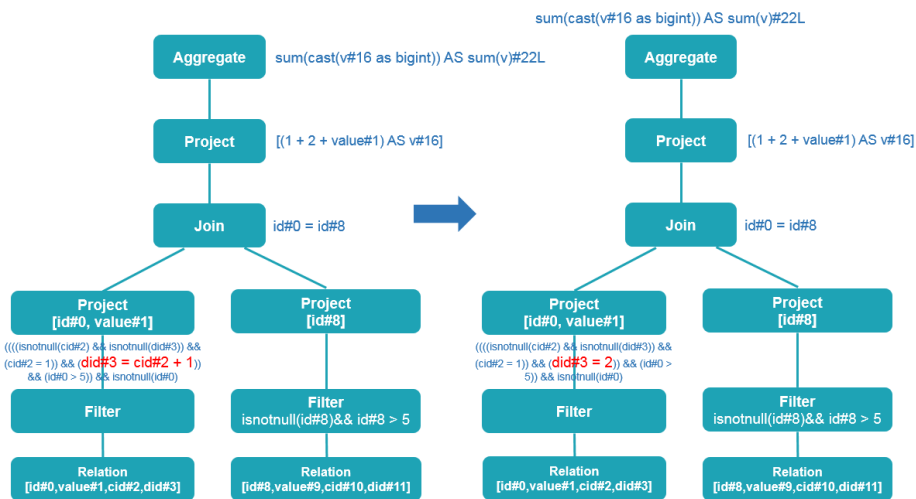 Aggregate
sum(cast(v#16 as bigint)) AS sum(v)#22L
Project
[(1 + 2 + value#1) AS v#16]
Join
id#0 = id#8
Project
[id#0, value#1]
Project
[id#8]
((((isnotnull(cid#2) && isnotnull(did#3)) &&
(cid#2 = 1)) && (did#3 = cid#2 + 1))
&& (id#0 > 5)) && isnotnull(id#0)
Filter
Filter
isnotnull(id#8)&& id#8 > 5
Relation
[id#0,value#1,cid#2,did#3]
Relation
[id#8,value#9,cid#10,did#11]
sum(cast(v#16 as bigint)) AS sum(v)#22L
Aggregate
Project
[(1 + 2 + value#1) AS v#16]
Join
id#0 = id#8
Project
[id#0, value#1]
Project
[id#8]
((((isnotnull(cid#2) && isnotnull(did#3)) &&
(cid#2 = 1)) && (did#3 = 2)) && (id#0 >
5)) && isnotnull(id#0)
Filter
Filter
isnotnull(id#8)&& id#8 > 5
Relation
[id#0,value#1,cid#2,did#3]
Relation
[id#8,value#9,cid#10,did#11]